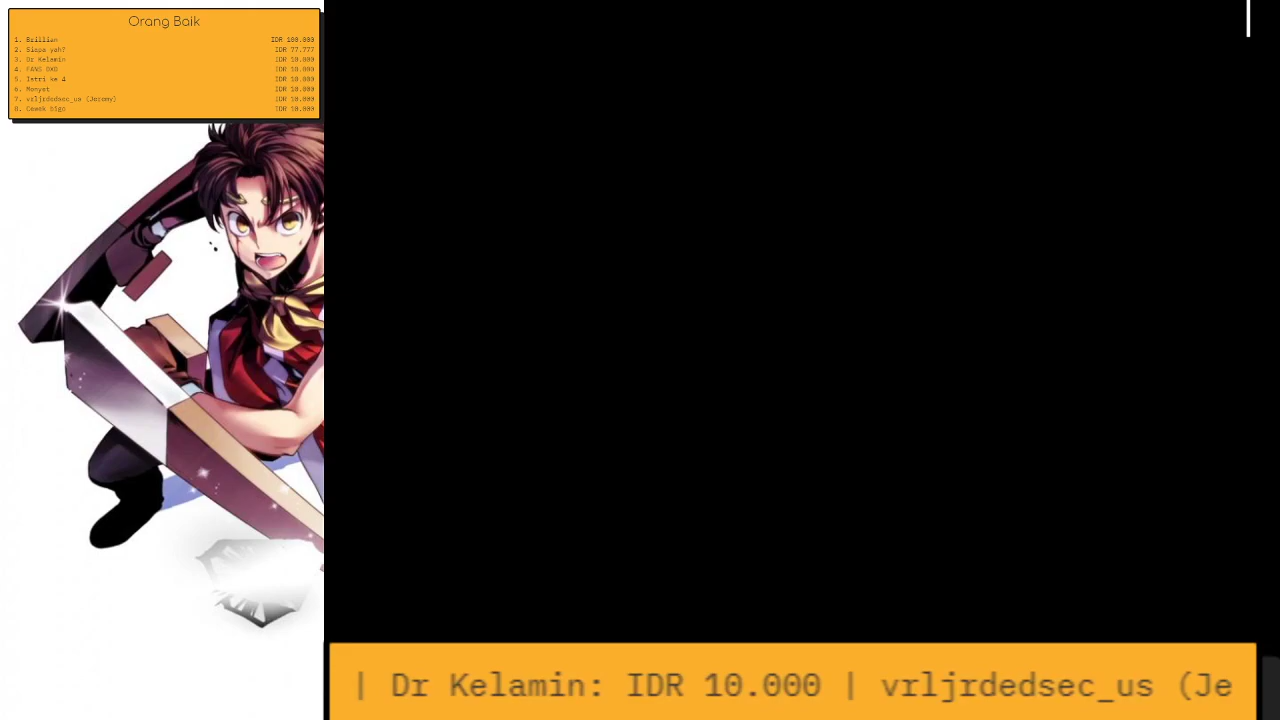 Orang Baik
1. Brillian IDR 100.000
2. Siapa yah? IDR 77.777
3. Dr Kelamin IDR 10.000
4. FANS DXD IDR 10.000
5. Istri ke 4 IDR 10.000
6. Monyet IDR 10.000
7. vrljrdedsec_us (Jeremy) IDR 10.000
8. Cewek bigo IDR 10.000
| Dr Kelamin: IDR 10.000 | vrljrdedsec_us (Je